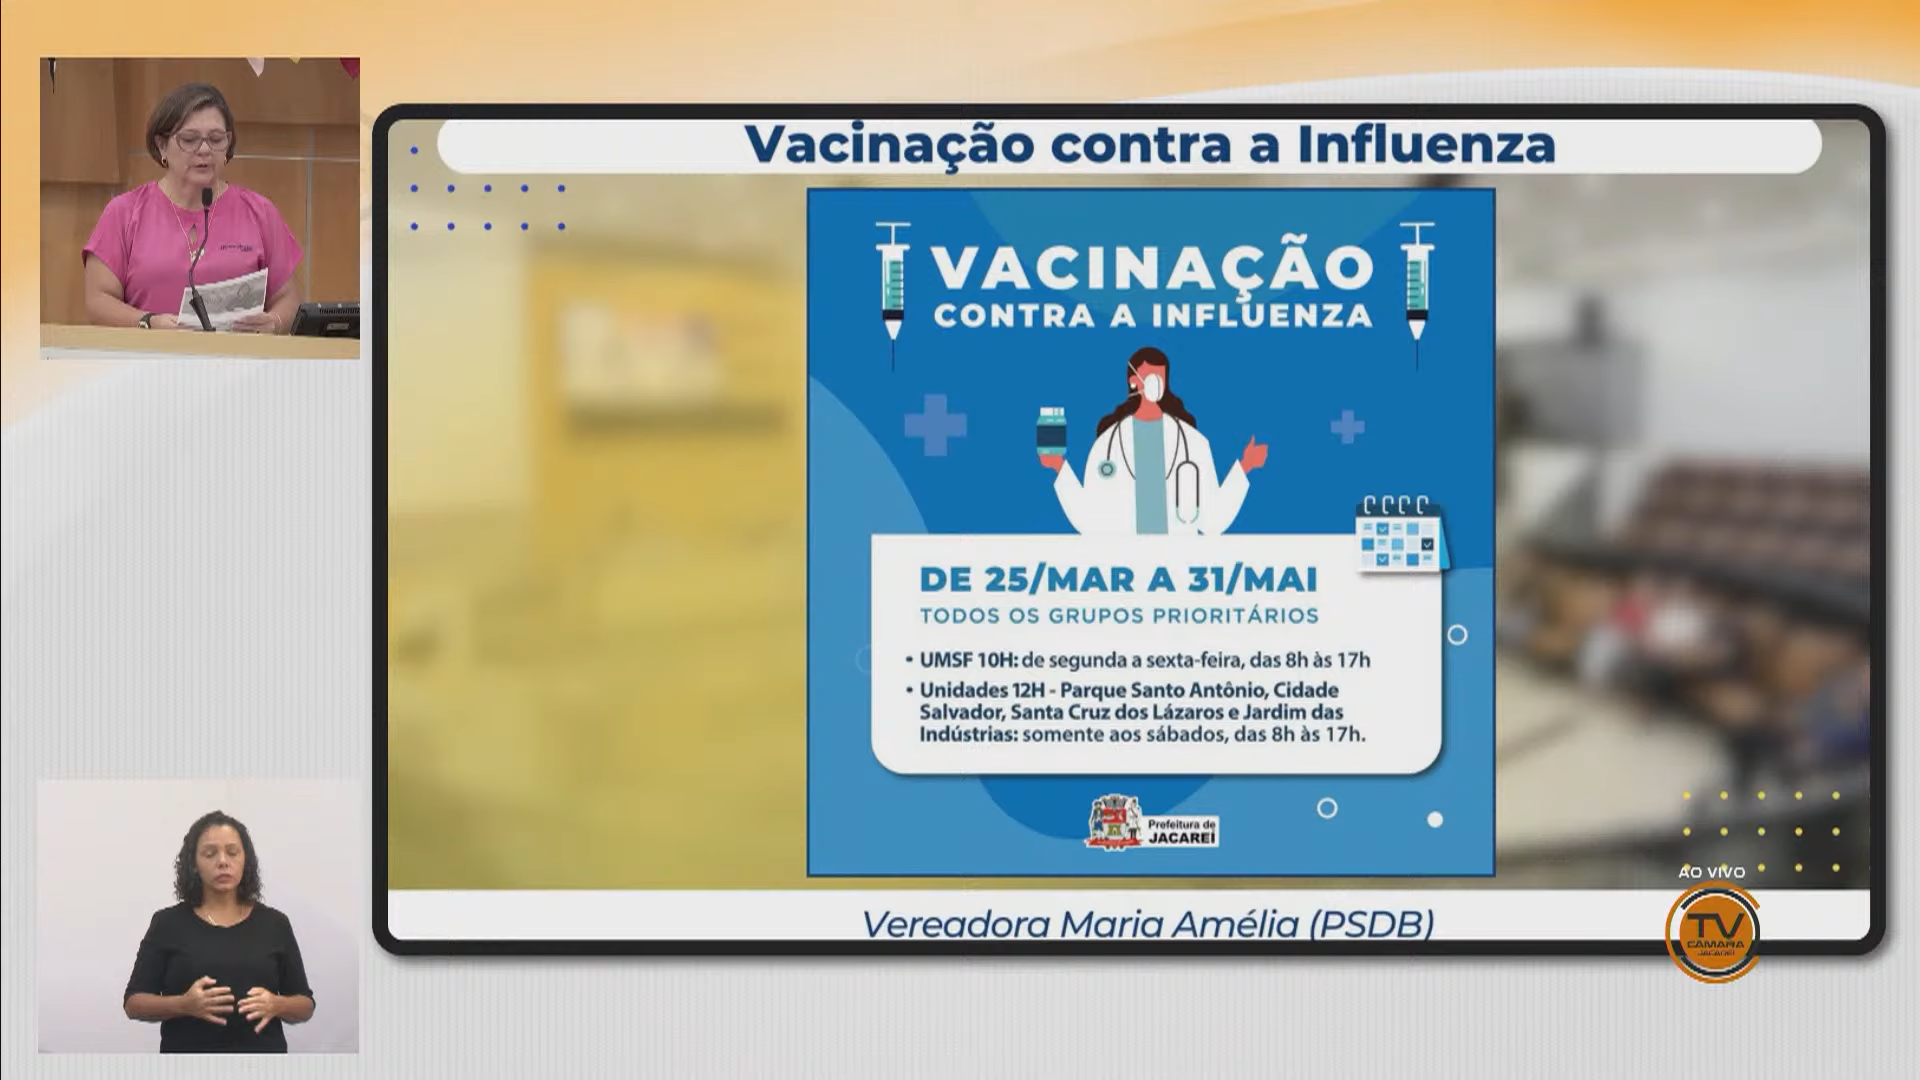 Vacinação contra a Influenza
VACINAÇÃO
CONTRA A INFLUENZA
DE 25/MAR A 31/MAI
TODOS OS GRUPOS PRIORITÁRIOS
• UMSF 10H: de segunda a sexta-feira, das 8h às 17h
• Unidades 12H - Parque Santo Antônio, Cidade
Salvador, Santa Cruz dos Lázaros e Jardim das
Indústrias: somente aos sábados, das 8h às 17h.
Prefeitura de
JACAREÍ
AO VIVO
Vereadora Maria Amélia (PSDB)
TV
CÂMARA
JACAREÍ